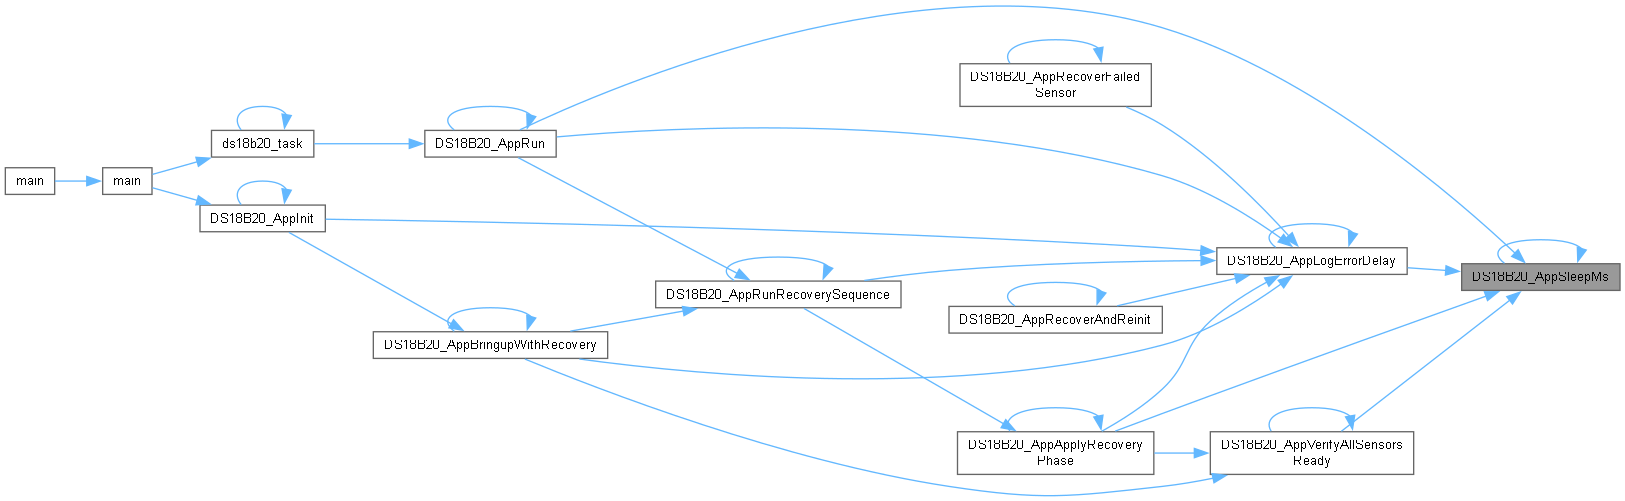 DS18B20_AppRecoverFailed
Sensor
ds18b20_task
DS18B20_AppRun
main
main
DS18B20_AppInit
DS18B20_AppLogErrorDelay
DS18B20_AppSleepMs
DS18B20_AppRunRecoverySequence
DS18B20_AppRecoverAndReinit
DS18B20_AppBringupWithRecovery
DS18B20_AppApplyRecovery
Phase
DS18B20_AppVerifyAllSensors
Ready